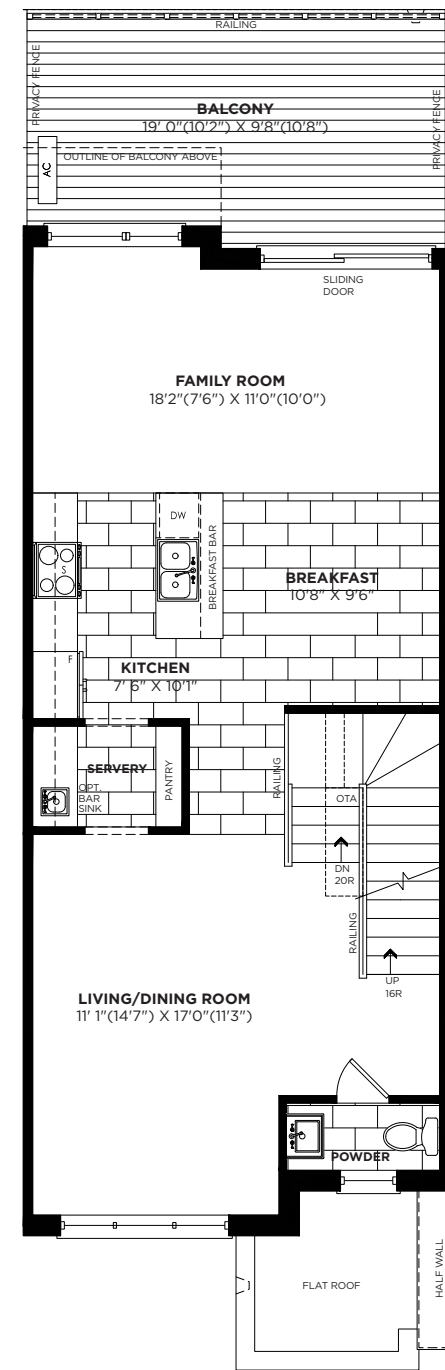 RAILING
PRIVACY FENCE
PRIVACY FENCE
BALCONY
19' 0"(10'2") X 9'8"(10'8")
OUTLINE OF BALCONY ABOVE
AC
SLIDING
DOOR
FAMILY ROOM
18'2"(7'6") X 11'0"(10'0")
DW
BREAKFAST BAR
S
BREAKFAST
10'8" X 9'6"
F
KITCHEN
7' 6" X 10'1"
SERVERY
OPT.
BAR
SINK
PANTRY
RAILING
OTA
DN
20R
RAILING
UP
16R
LIVING/DINING ROOM
11' 1"(14'7") X 17'0"(11'3")
POWDER
FLAT ROOF
HALF WALL